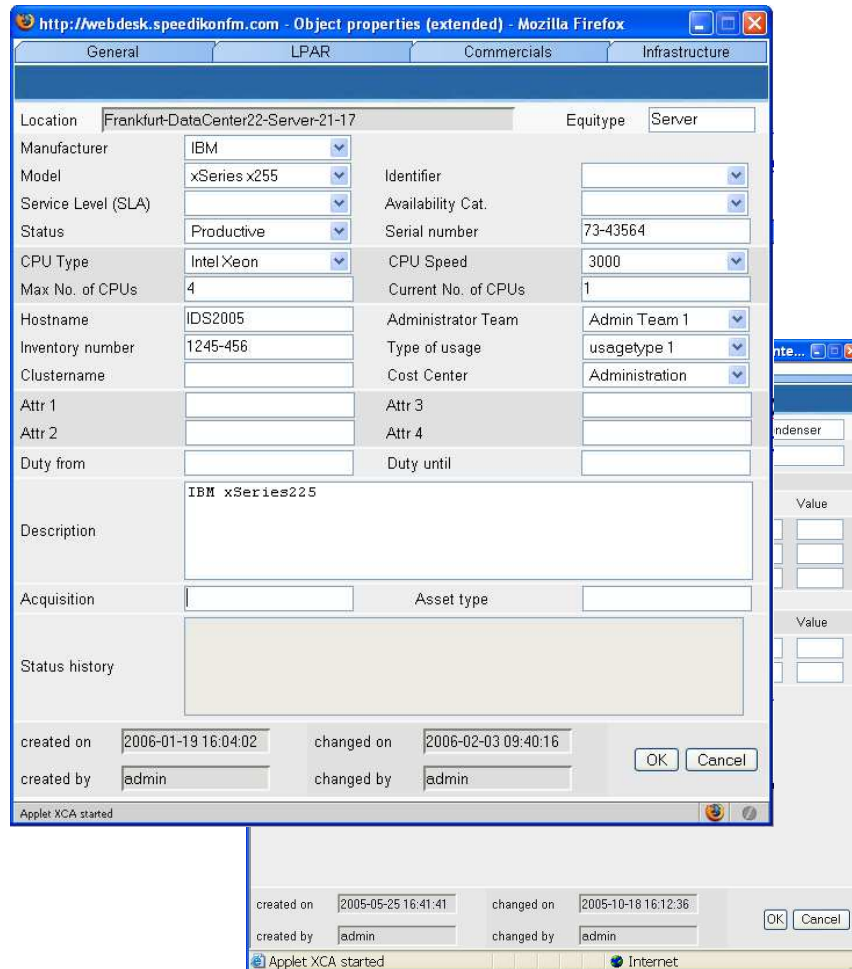 http://webdesk.speedikonfm.com - Object properties (extended) - Mozilla Firefox
General LPAR Commercials Infrastructure
Location Frankfurt-DataCenter22-Server-21-17 Equitype Server
Manufacturer IBM
Model xSeries x255 Identifier
Service Level (SLA) Availability Cat.
Status Productive Serial number 73-43564
CPU Type Intel Xeon CPU Speed 3000
Max No. of CPUs 4 Current No. of CPUs 1
Hostname IDS2005 Administrator Team Admin Team 1
Inventory number 1245-456 Type of usage usagetype 1
Clustername Cost Center Administration
Attr 1 Attr 3
Attr 2 Attr 4
Duty from Duty until
IBM xSeries225
Description
Acquisition Asset type
Status history
created on 2006-01-19 16:04:02 changed on 2006-02-03 09:40:16
created by admin changed by admin
OK Cancel
Applet XCA started
nte...
ndenser
Value
Value
created on 2005-05-25 16:41:41 changed on 2005-10-18 16:12:36
created by admin changed by admin
OK Cancel
Applet XCA started Internet